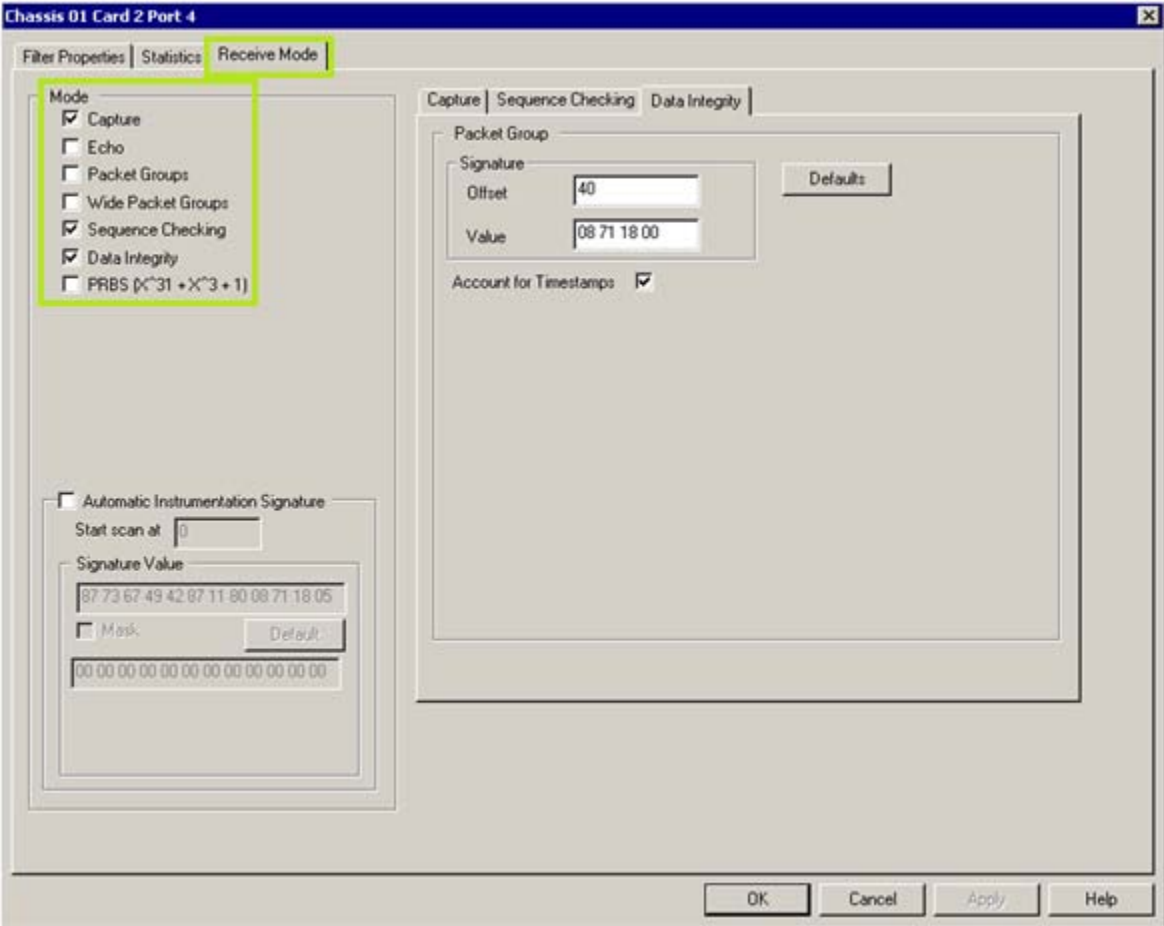 Chassis 01 Card 2 Port 4
Filter Properties Statistics Receive Mode
Mode
Capture
Echo
Packet Groups
Wide Packet Groups
Sequence Checking
Data Integrity
PRBS (X^31 + X^3 + 1)
Automatic Instrumentation Signature
Start scan at 0
Signature Value
87 73 67 49 42 87 11 80 08 71 18 05
Mask Default
00 00 00 00 00 00 00 00 00 00 00 00
Capture Sequence Checking Data Integrity
Packet Group
Signature
Offset 40
Value 08 71 18 00
Defaults
Account for Timestamps
OK Cancel Apply Help